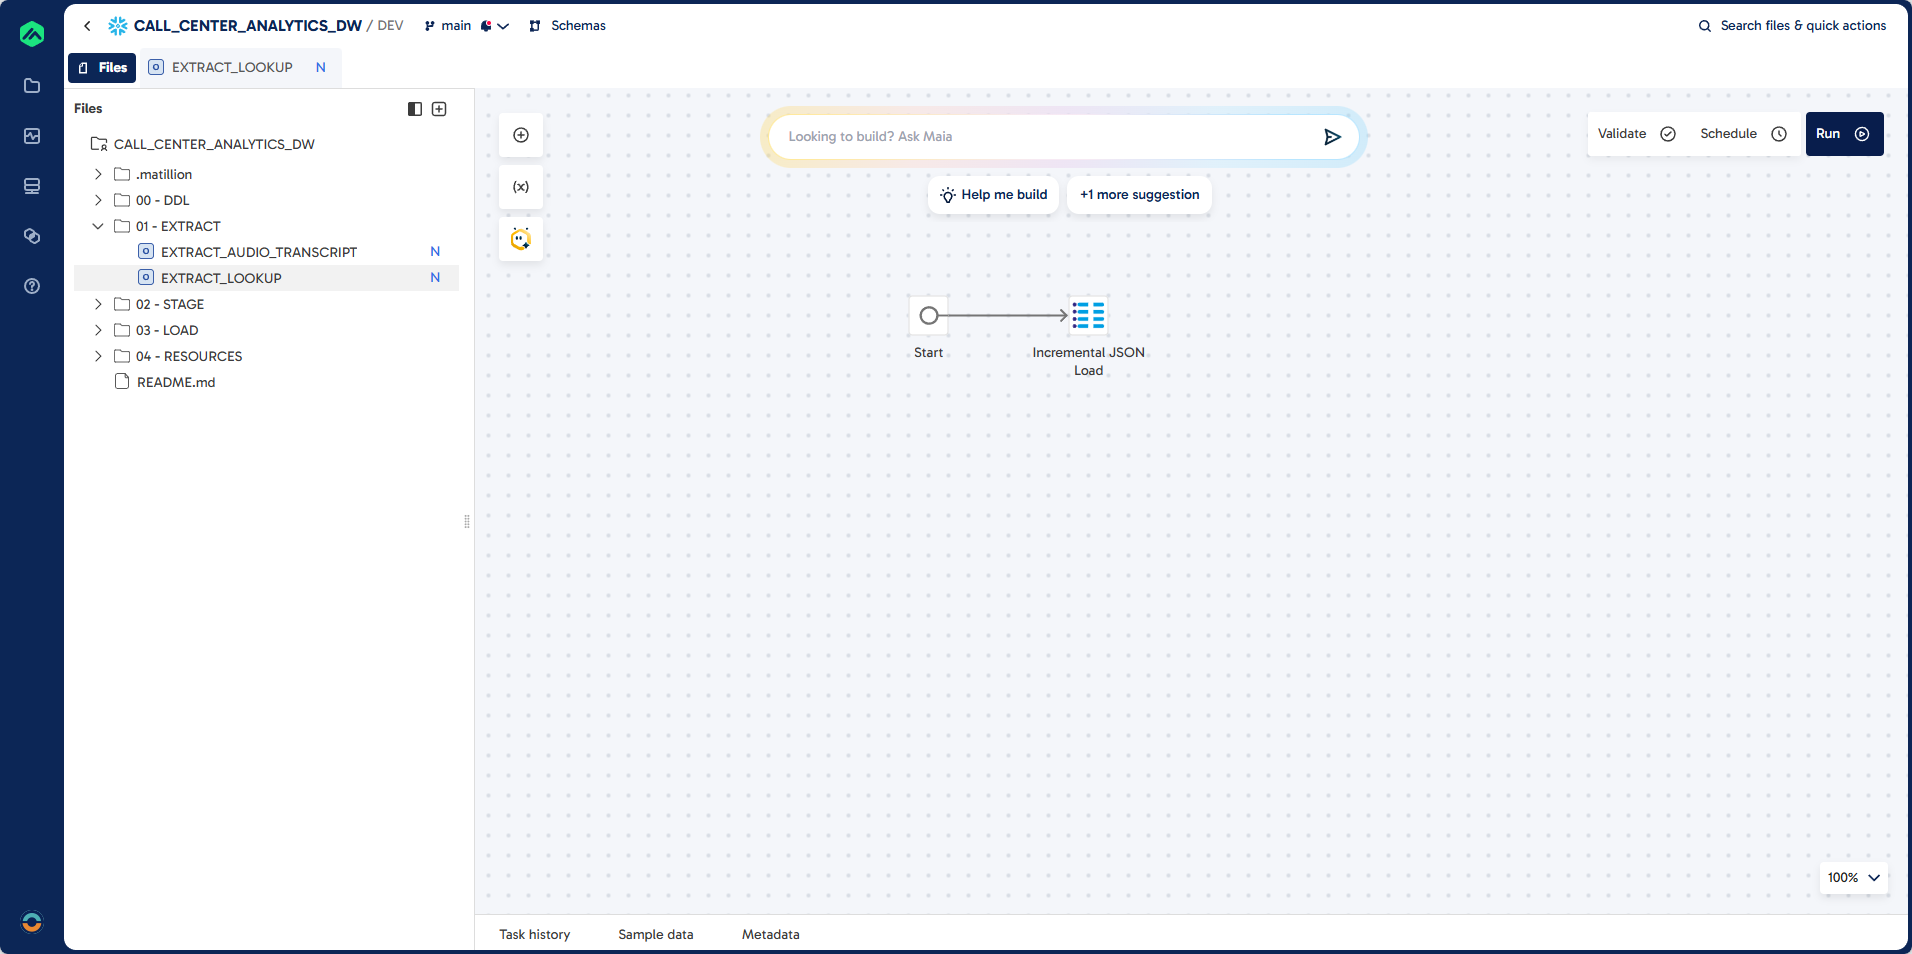 CALL_CENTER_ANALYTICS_DW / DEV main Schemas Search files & quick actions
Files EXTRACT_LOOKUP N
Files
CALL_CENTER_ANALYTICS_DW
.matillion
00 - DDL
01 - EXTRACT
EXTRACT_AUDIO_TRANSCRIPT N
EXTRACT_LOOKUP N
02 - STAGE
03 - LOAD
04 - RESOURCES
README.md
Looking to build? Ask Maia
Validate Schedule Run
(x)
Help me build +1 more suggestion
Start
Incremental JSON
Load
100%
Task history Sample data Metadata